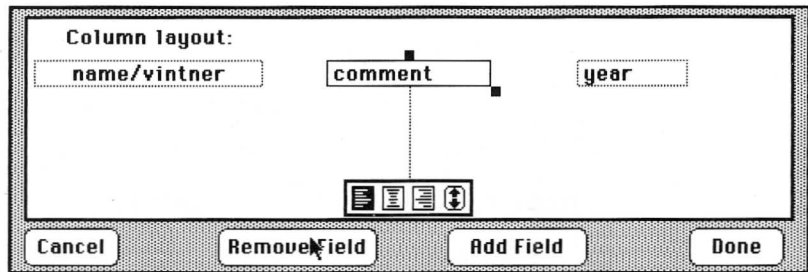 Column layout:
name/vintner comment year
Cancel Remove Field Add Field Done